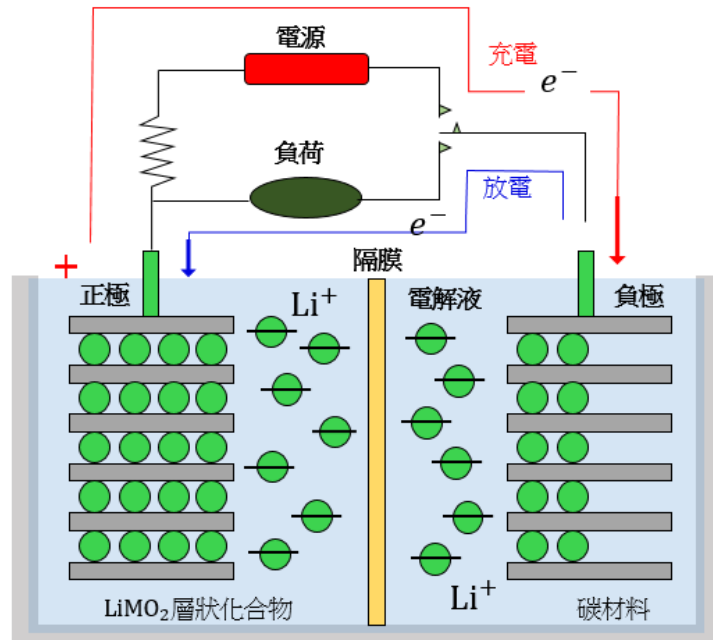 電源
充電
e⁻
負荷
放電
e⁻
+
隔膜
正極
Li⁺
電解液
負極
Li⁺
LiMO₂層狀化合物
碳材料